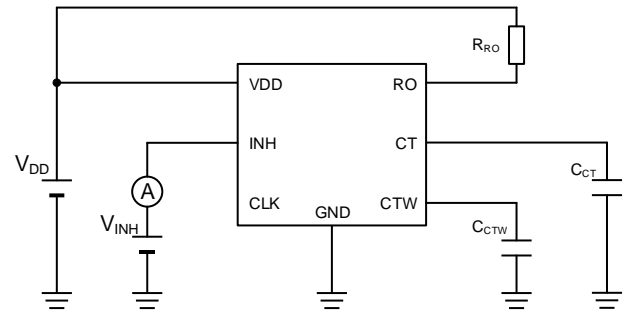 R_RO
VDD
RO
INH
CT
V_DD
C_CT
A
V_INH
CLK
GND
CTW
C_CTW